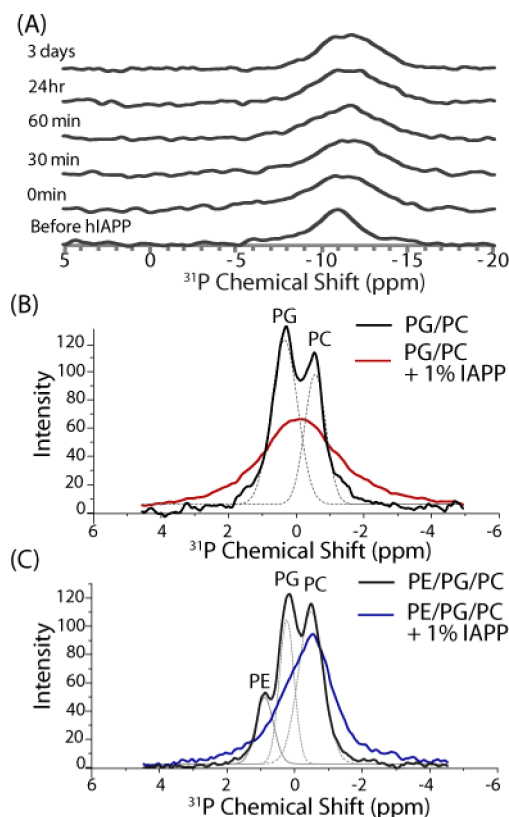 (A)
3 days
24hr
60 min
30 min
0min
Before hIAPP
5 0 -5 -10 -15 -20
³¹P Chemical Shift (ppm)
(B)
PG PC
PG/PC
PG/PC
+ 1% IAPP
Intensity
120
100
80
60
40
20
0
6 4 2 0 -2 -4 -6
³¹P Chemical Shift (ppm)
(C)
PG PC
PE
PE/PG/PC
PE/PG/PC
+ 1% IAPP
Intensity
120
100
80
60
40
20
0
6 4 2 0 -2 -4 -6
³¹P Chemical Shift (ppm)